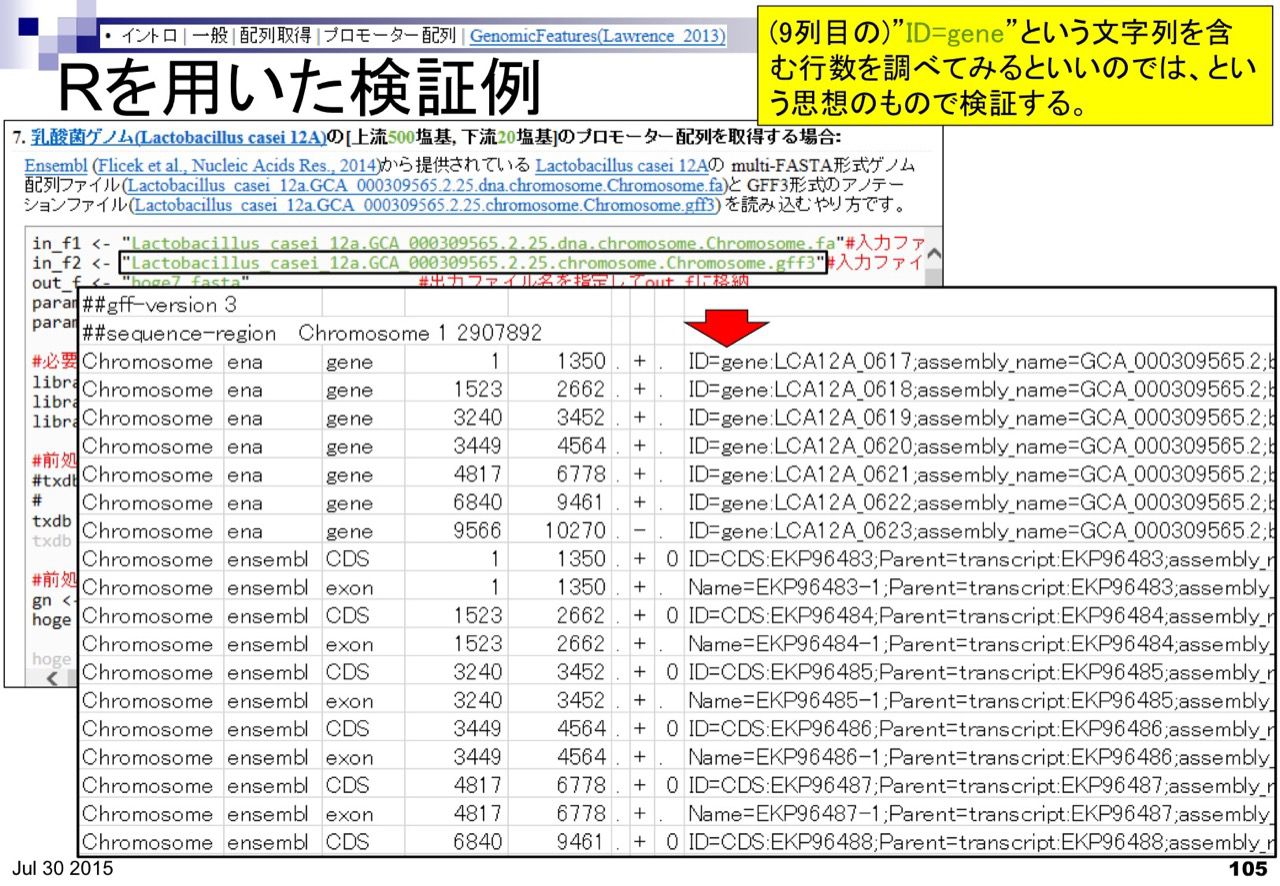 • イントロ | 一般 | 配列取得 | プロモーター配列 | GenomicFeatures(Lawrence_2013)
Rを用いた検証例
(9列目の)”ID=gene”という文字列を含
む行数を調べてみるといいのでは、とい
う思想のもので検証する。
7. 乳酸菌ゲノム(Lactobacillus casei 12A)の[上流500塩基, 下流20塩基]のプロモーター配列を取得する場合:
Ensembl (Flicek et al., Nucleic Acids Res., 2014)から提供されている Lactobacillus casei 12Aの multi-FASTA形式ゲノム
配列ファイル(Lactobacillus_casei_12a.GCA_000309565.2.25.dna.chromosome.Chromosome.fa)と GFF3形式のアノテー
ションファイル(Lactobacillus_casei_12a.GCA_000309565.2.25.chromosome.Chromosome.gff3)を読み込むやり方です。
in_f1 <- "Lactobacillus_casei_12a.GCA_000309565.2.25.dna.chromosome.Chromosome.fa"#入力ファ
in_f2 <- "Lactobacillus_casei_12a.GCA_000309565.2.25.chromosome.Chromosome.gff3"#入力ファイ
out_f <- "hoge7.fasta" #出力ファイル名を指定してout_fに格納
param
param
#必要
libra
libra
libra
#前処
#txdb
#
txdb
txdb
#前処
gn <-
hoge
hoge
##gff-version 3
##sequence-region Chromosome 1 2907892
Chromosome ena gene 1 1350 . + . ID=gene:LCA12A_0617;assembly_name=GCA_000309565.2;b
Chromosome ena gene 1523 2662 . + . ID=gene:LCA12A_0618;assembly_name=GCA_000309565.2;b
Chromosome ena gene 3240 3452 . + . ID=gene:LCA12A_0619;assembly_name=GCA_000309565.2;b
Chromosome ena gene 3449 4564 . + . ID=gene:LCA12A_0620;assembly_name=GCA_000309565.2;b
Chromosome ena gene 4817 6778 . + . ID=gene:LCA12A_0621;assembly_name=GCA_000309565.2;b
Chromosome ena gene 6840 9461 . + . ID=gene:LCA12A_0622;assembly_name=GCA_000309565.2;b
Chromosome ena gene 9566 10270 . - . ID=gene:LCA12A_0623;assembly_name=GCA_000309565.2;b
Chromosome ensembl CDS 1 1350 . + 0 ID=CDS:EKP96483;Parent=transcript:EKP96483;assembly_n
Chromosome ensembl exon 1 1350 . + . Name=EKP96483-1;Parent=transcript:EKP96483;assembly_
Chromosome ensembl CDS 1523 2662 . + 0 ID=CDS:EKP96484;Parent=transcript:EKP96484;assembly_n
Chromosome ensembl exon 1523 2662 . + . Name=EKP96484-1;Parent=transcript:EKP96484;assembly_
Chromosome ensembl CDS 3240 3452 . + 0 ID=CDS:EKP96485;Parent=transcript:EKP96485;assembly_n
Chromosome ensembl exon 3240 3452 . + . Name=EKP96485-1;Parent=transcript:EKP96485;assembly_
Chromosome ensembl CDS 3449 4564 . + 0 ID=CDS:EKP96486;Parent=transcript:EKP96486;assembly_n
Chromosome ensembl exon 3449 4564 . + . Name=EKP96486-1;Parent=transcript:EKP96486;assembly_
Chromosome ensembl CDS 4817 6778 . + 0 ID=CDS:EKP96487;Parent=transcript:EKP96487;assembly_n
Chromosome ensembl exon 4817 6778 . + . Name=EKP96487-1;Parent=transcript:EKP96487;assembly_
Chromosome ensembl CDS 6840 9461 . + 0 ID=CDS:EKP96488;Parent=transcript:EKP96488;assembly_n
Jul 30 2015
105